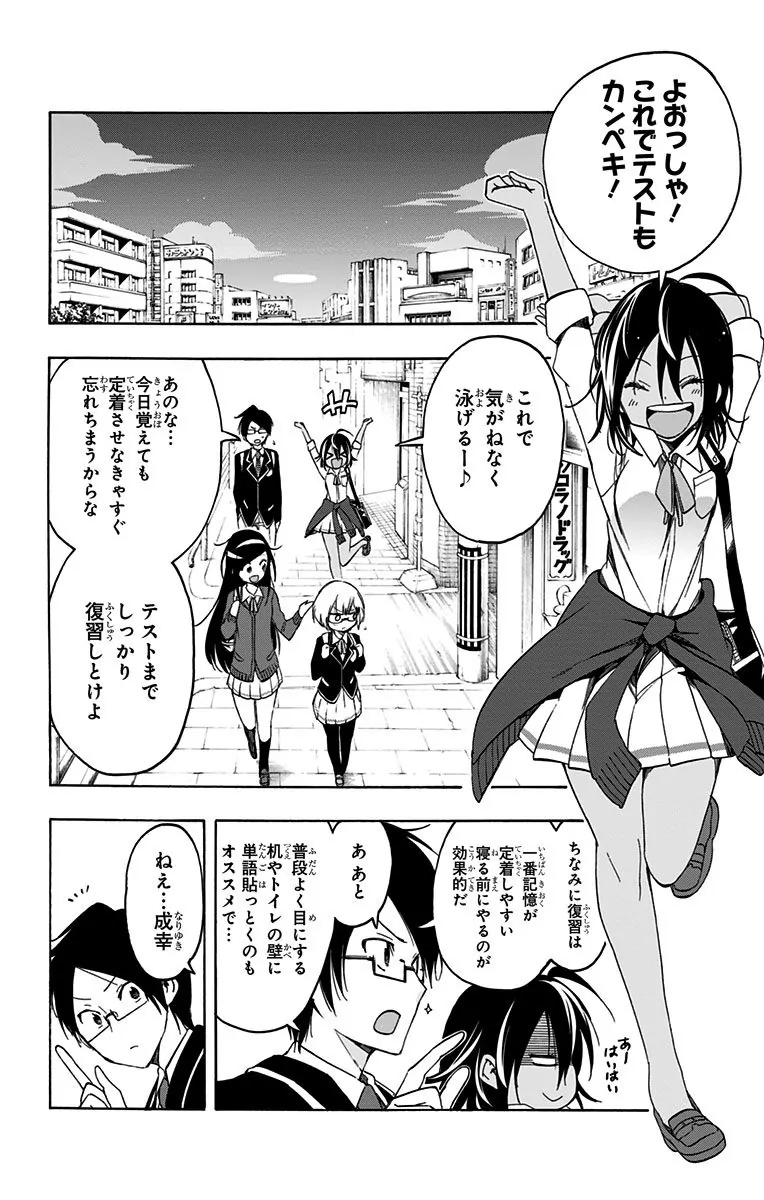 よおっしゃ！
これでテストも
カンペキ！
これで
気がねなく
泳げるー♪
ソコラノドラッグ
あのな…
今日覚えても
定着させなきゃすぐ
忘れちまうからな
テストまで
しっかり
復習しとけよ
ちなみに復習は
一番記憶が
定着しやすい
寝る前にやるのが
効果的だ
あ あと
普段よく目にする
机やトイレの壁に
単語貼っとくのも
オススメで…
あー
はいはい
ねえ…成幸